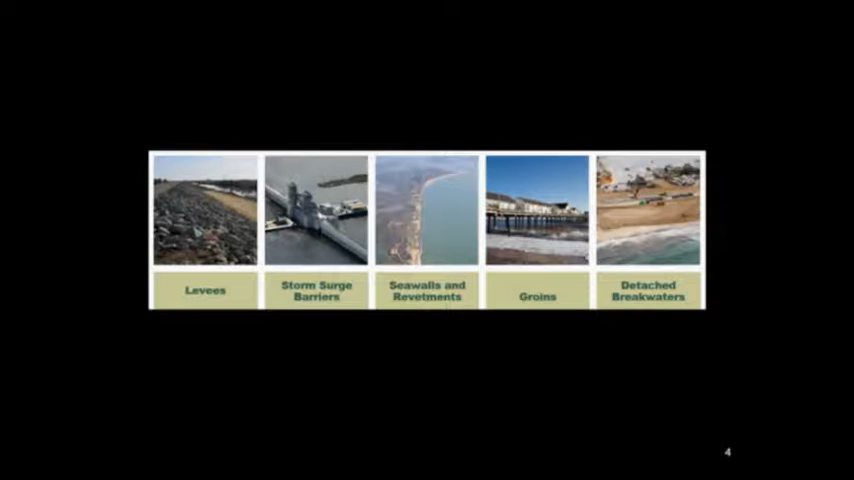 Levees
Storm Surge
Barriers
Seawalls and
Revetments
Groins
Detached
Breakwaters
4